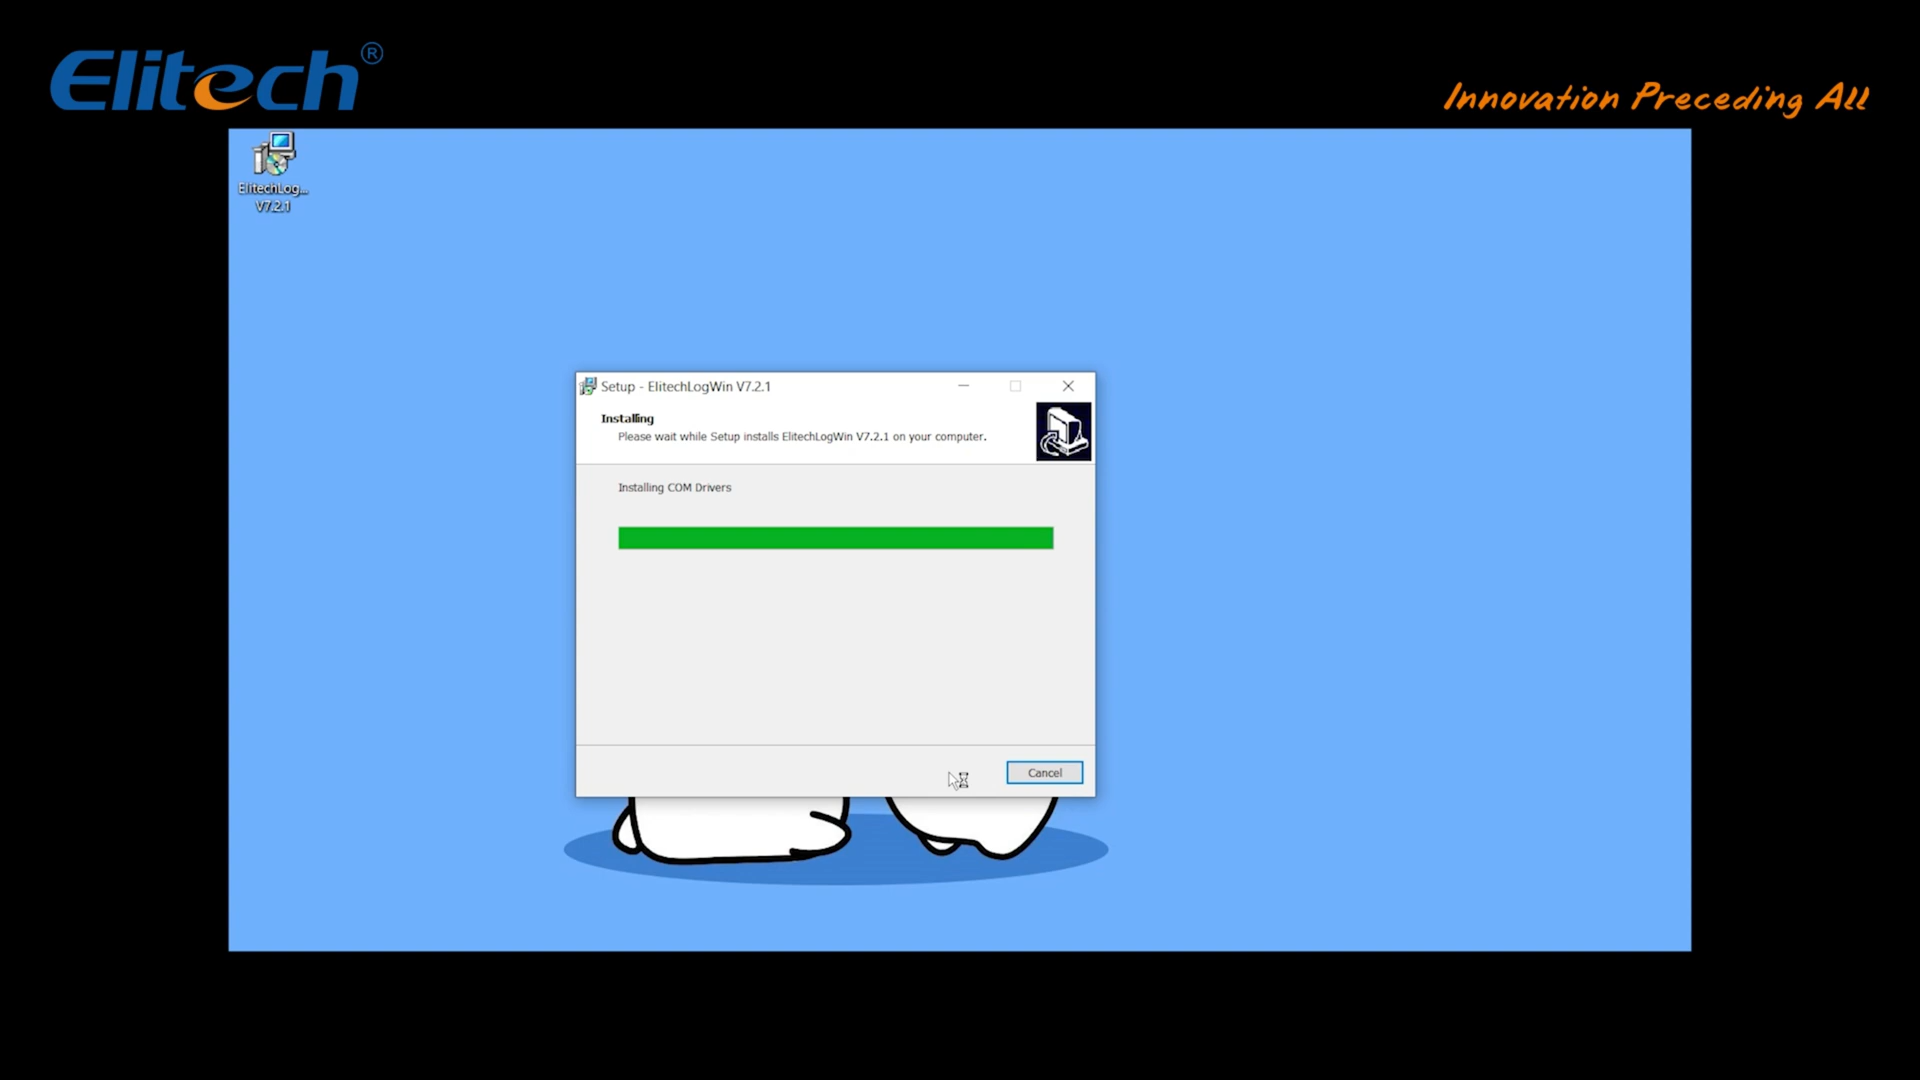 Elitech®
Innovation Preceding All
ElitechLog...
V7.2.1
Setup - ElitechLogWin V7.2.1
Installing
Please wait while Setup installs ElitechLogWin V7.2.1 on your computer.
Installing COM Drivers
Cancel